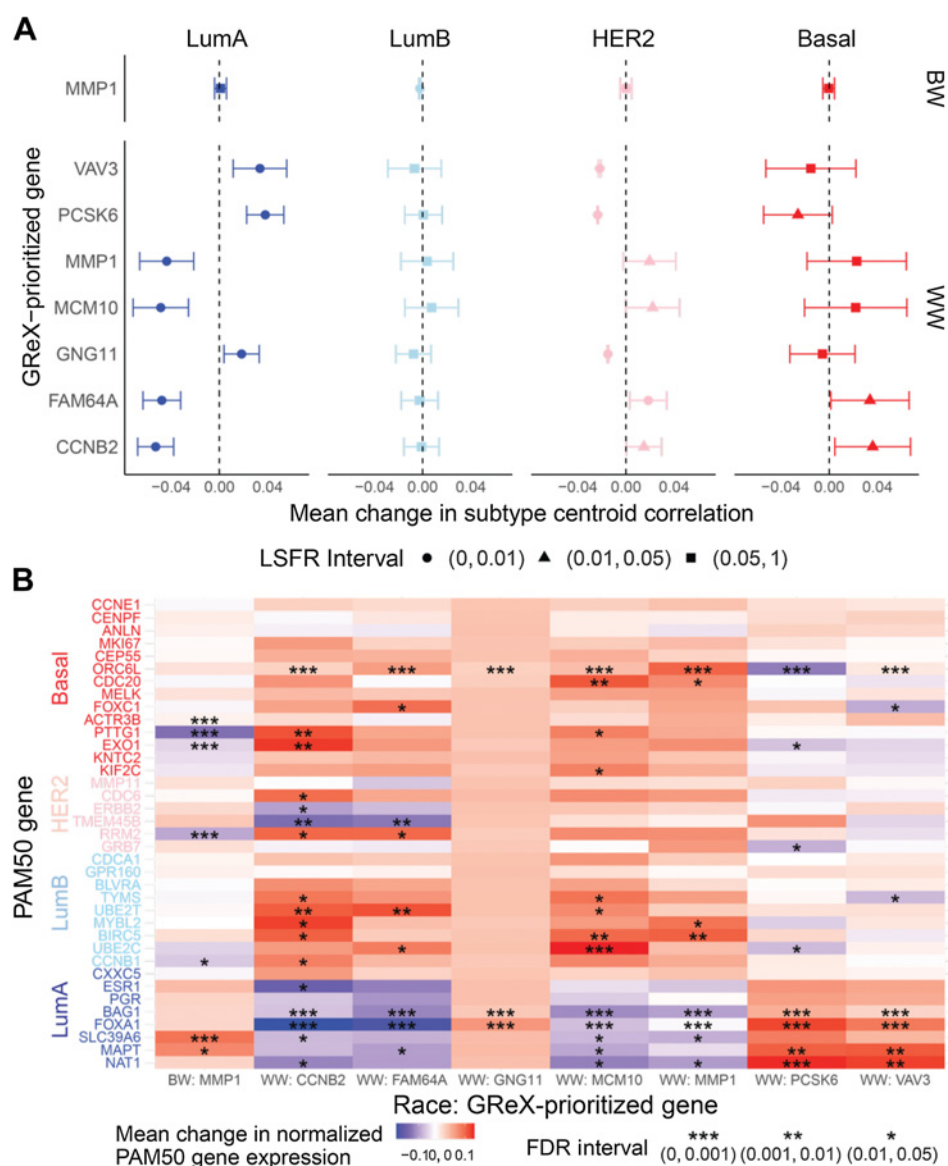 A
LumA LumB HER2 Basal
GReX-prioritized gene
MMP1
BW
VAV3
PCSK6
MMP1
MCM10
GNG11
FAM64A
CCNB2
WW
−0.04 0.00 0.04 −0.04 0.00 0.04 −0.04 0.00 0.04 −0.04 0.00 0.04
Mean change in subtype centroid correlation
LSFR Interval (0, 0.01) (0.01, 0.05) (0.05, 1)
B
PAM50 gene
Basal
CCNE1
CENPF
ANLN
MKI67
CEP55
ORC6L *** *** *** *** *** *** ***
CDC20 ** *
MELK
FOXC1 * *
ACTR3B ***
PTTG1 *** ** *
EXO1 *** ** *
KNTC2
KIF2C *
HER2
MMP11
CDC6 *
ERBB2 *
TMEM45B ** **
RRM2 *** * *
GRB7 *
LumB
CDCA1
GPR160
BLVRA
TYMS * * *
UBE2T ** ** *
MYBL2 * *
BIRC5 * ** **
UBE2C * *** *
CCNB1 * *
LumA
CXXC5
ESR1 *
PGR
BAG1 *** *** *** *** *** *** ***
FOXA1 *** *** *** *** *** *** ***
SLC39A6 *** * * *
MAPT * * * ** **
NAT1 * * * *** ***
BW: MMP1 WW: CCNB2 WW: FAM64A WW: GNG11 WW: MCM10 WW: MMP1 WW: PCSK6 WW: VAV3
Race: GReX-prioritized gene
Mean change in normalized
PAM50 gene expression
−0.10, 0 0.1
FDR interval
*** ** *
(0, 0.001) (0.001, 0.01) (0.01, 0.05)